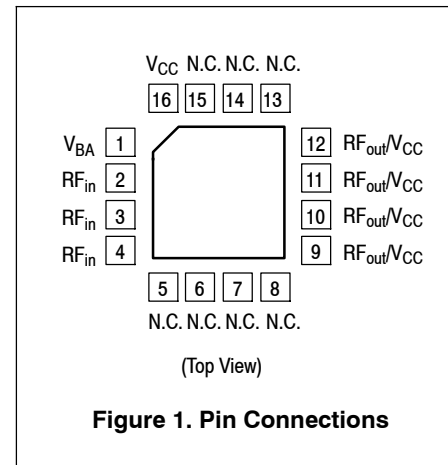 V_CC N.C. N.C. N.C.
16 15 14 13
V_BA 1
12 RF_out/V_CC
RF_in 2
11 RF_out/V_CC
RF_in 3
10 RF_out/V_CC
RF_in 4
9 RF_out/V_CC
5 6 7 8
N.C. N.C. N.C. N.C.
(Top View)
Figure 1. Pin Connections